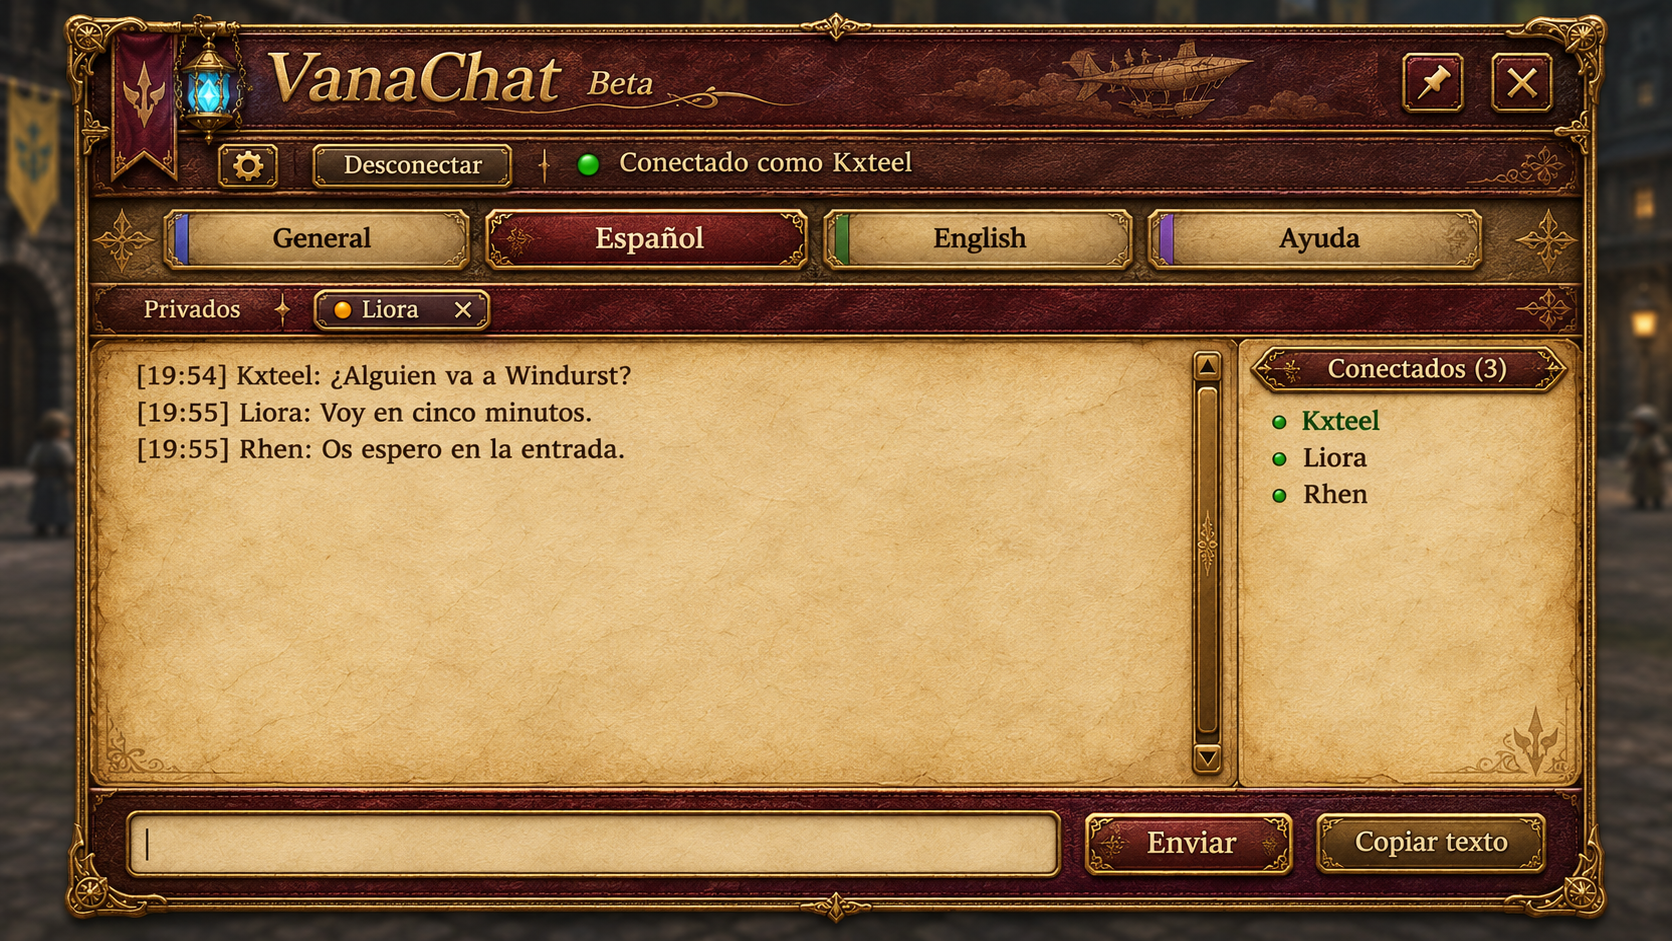 VanaChat Beta
Desconectar
Conectado como Kxteel
General
Español
English
Ayuda
Privados
Liora
[19:54] Kxteel: ¿Alguien va a Windurst?
[19:55] Liora: Voy en cinco minutos.
[19:55] Rhen: Os espero en la entrada.
Conectados (3)
Kxteel
Liora
Rhen
Enviar
Copiar texto